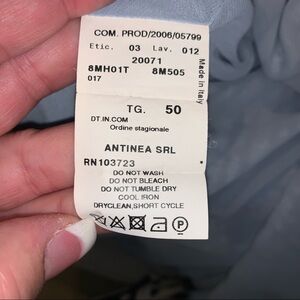 COM. PROD/2006/05799
Etic. 03 Lav. 012
20071
8MH01T 8M505
017
Made in Italy
TG. 50
DT.IN.COM
Ordine stagionale
ANTINEA SRL
RN103723
DO NOT WASH
DO NOT BLEACH
DO NOT TUMBLE DRY
COOL IRON
DRYCLEAN,SHORT CYCLE
P